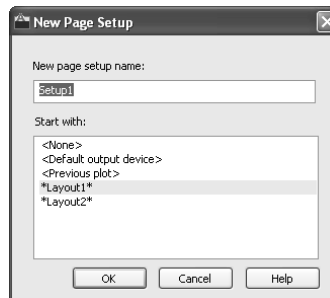 New Page Setup
New page setup name:
Setup1
Start with:
<None>
<Default output device>
<Previous plot>
*Layout1*
*Layout2*
OK Cancel Help